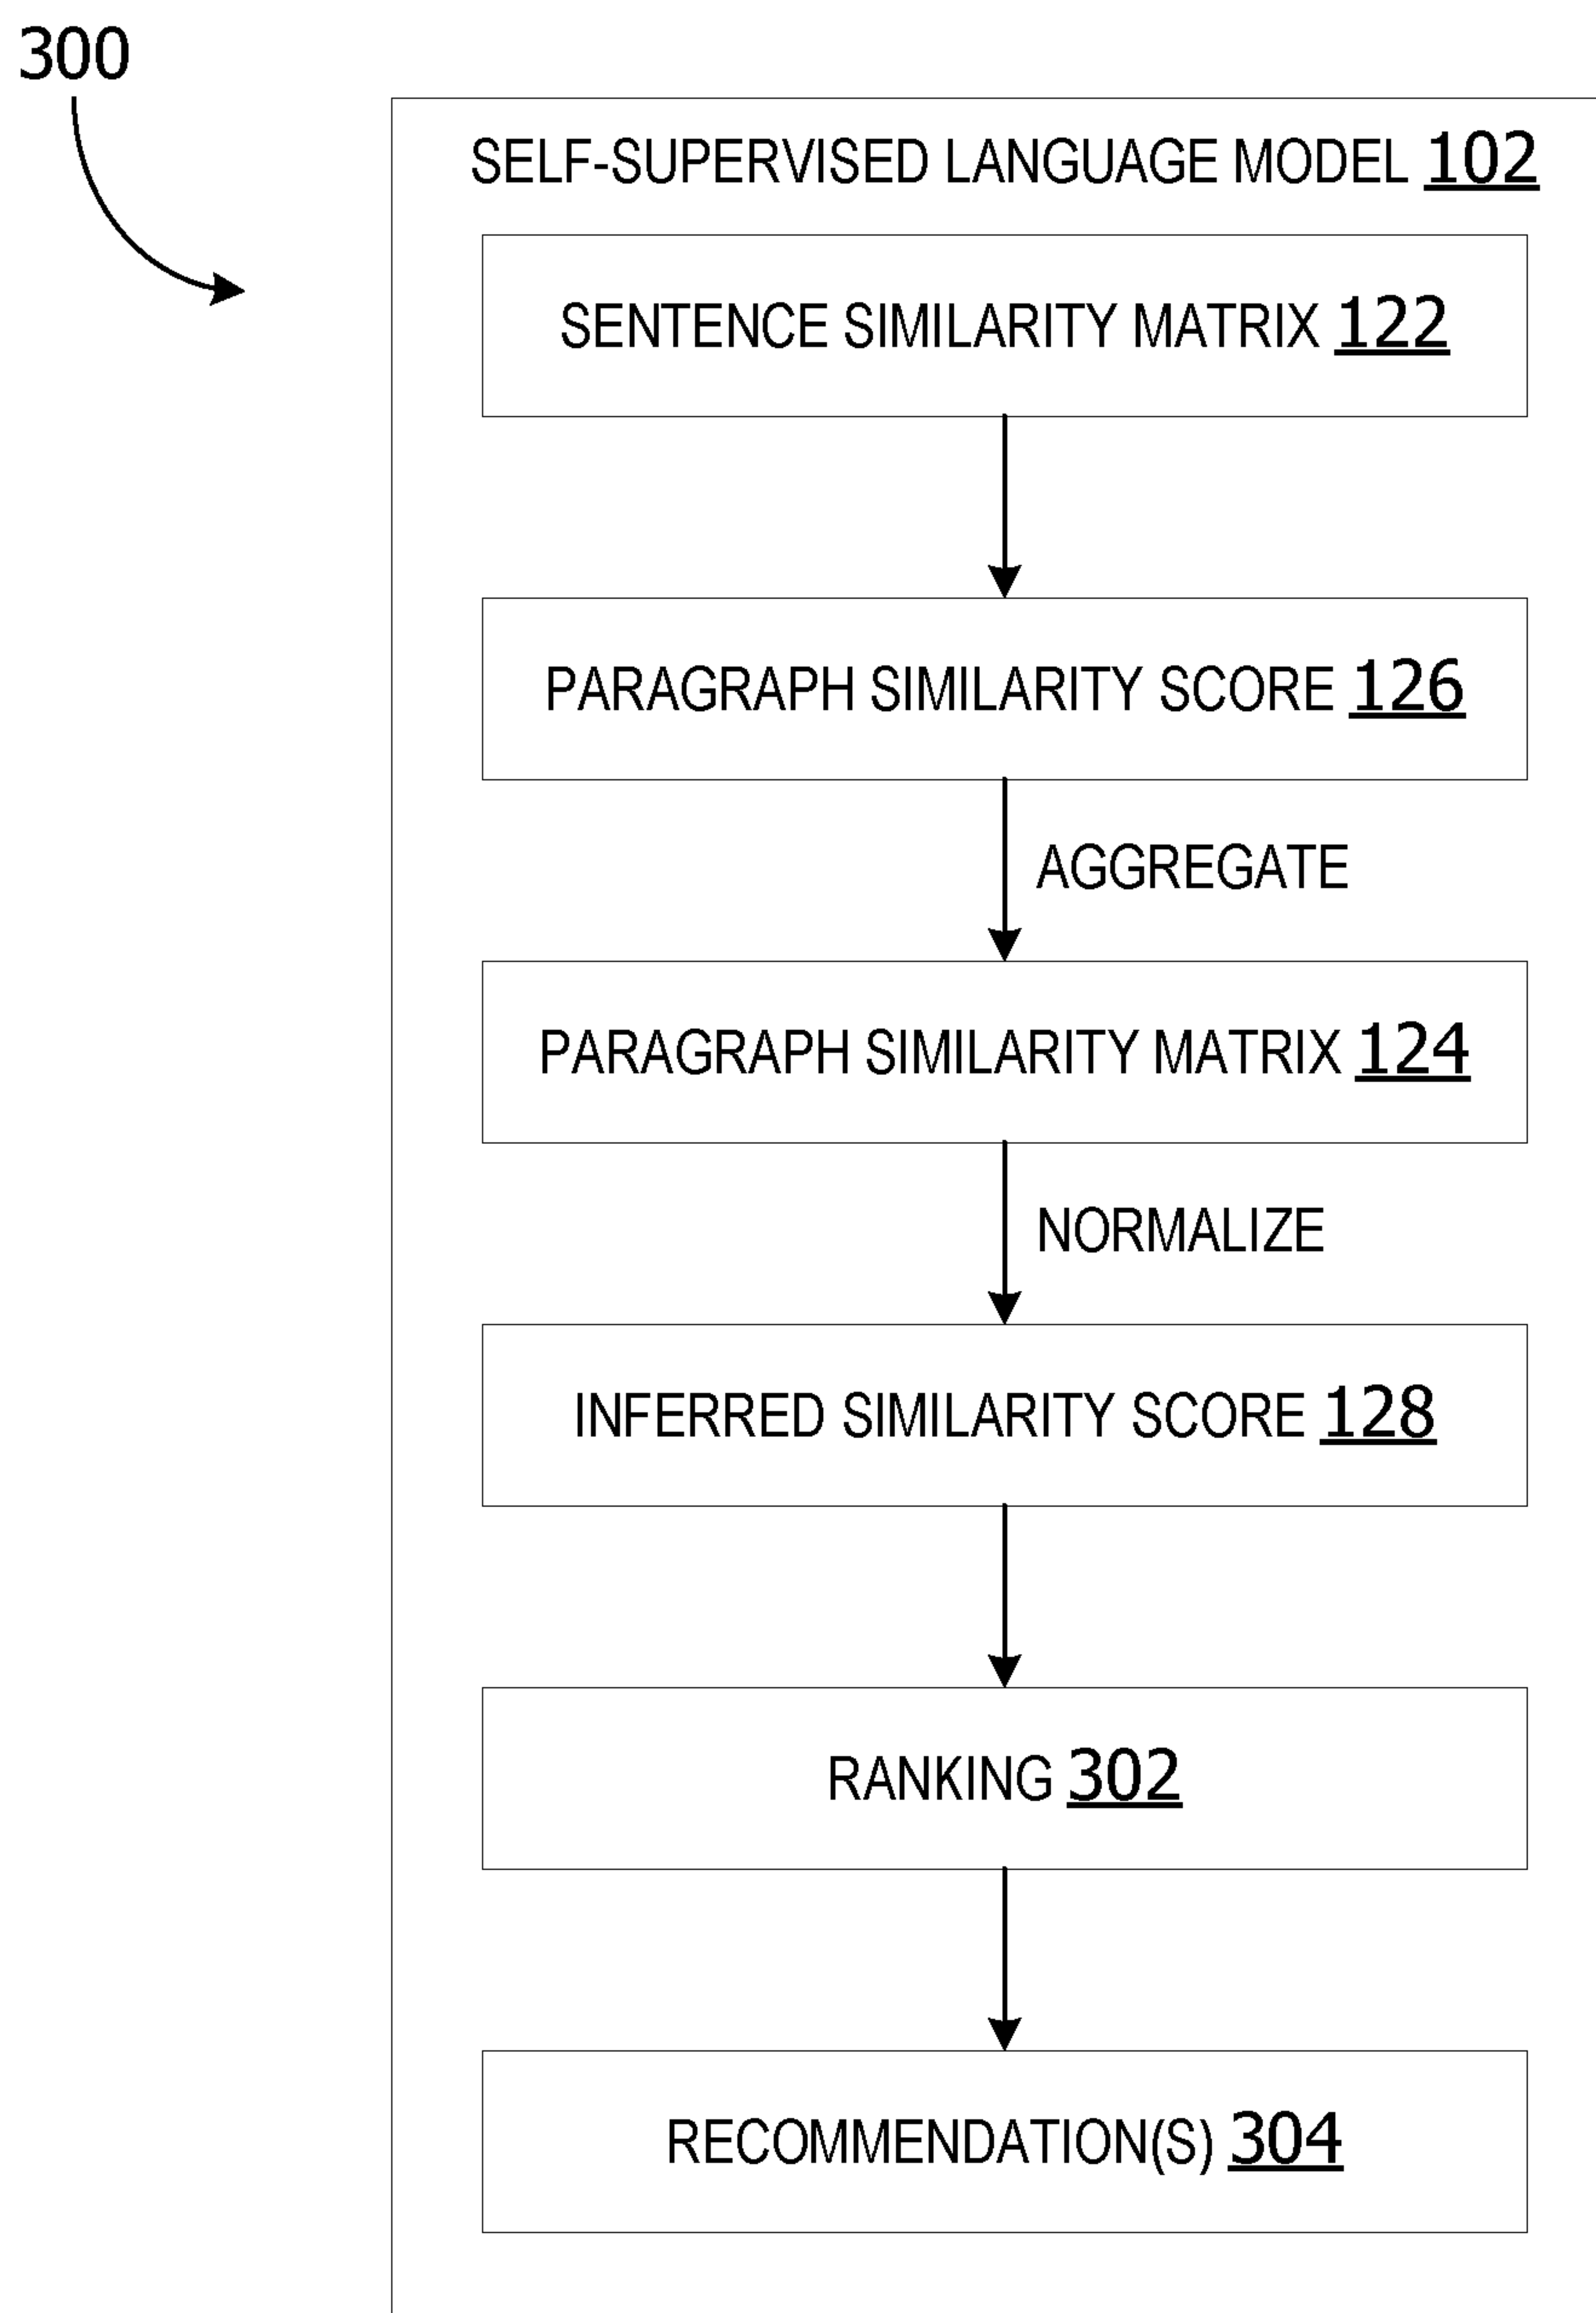 300
SELF-SUPERVISED LANGUAGE MODEL 102
SENTENCE SIMILARITY MATRIX 122
PARAGRAPH SIMILARITY SCORE 126
AGGREGATE
PARAGRAPH SIMILARITY MATRIX 124
NORMALIZE
INFERRED SIMILARITY SCORE 128
RANKING 302
RECOMMENDATION(S) 304